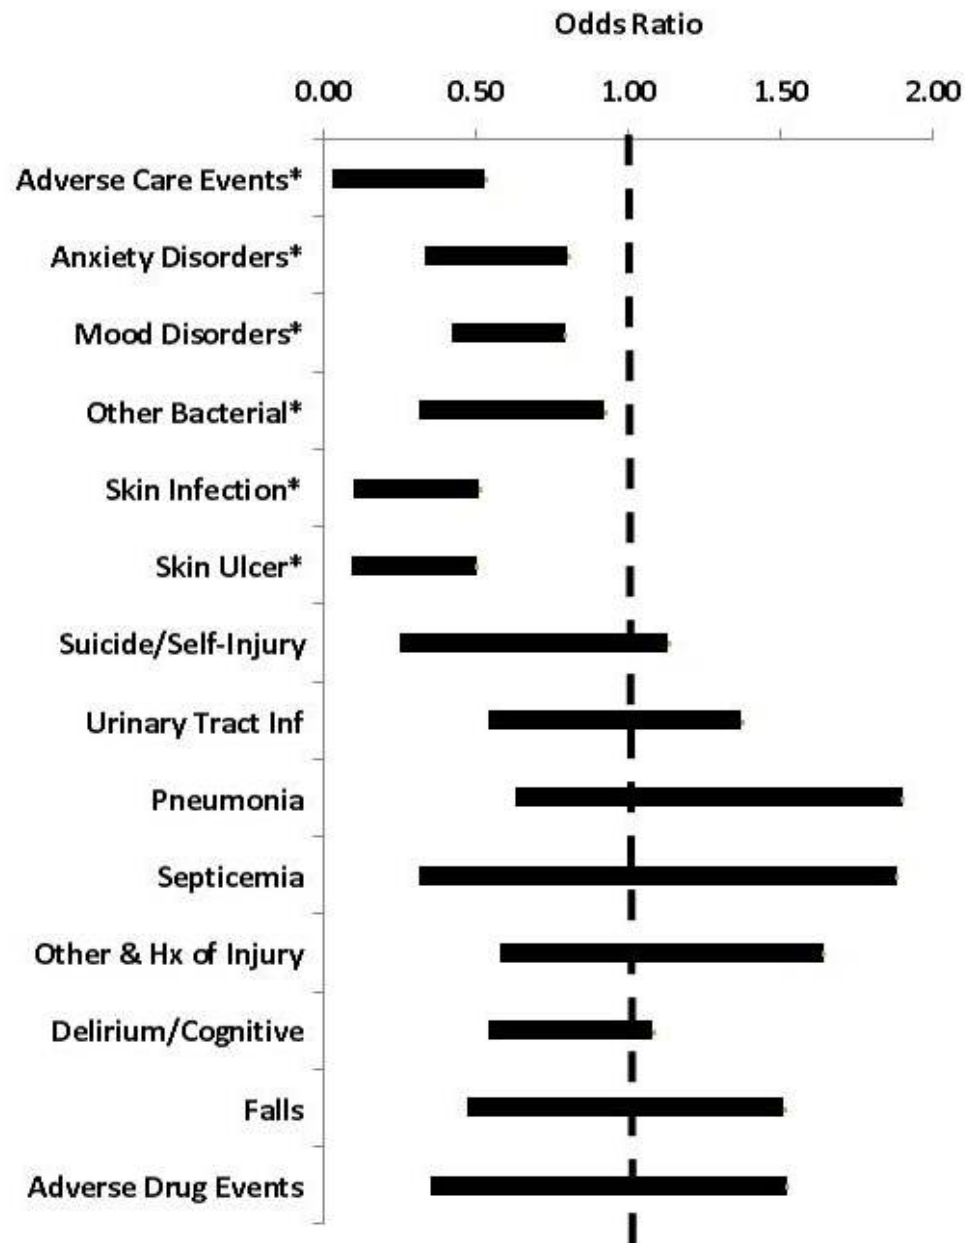 Odds Ratio
0.00 0.50 1.00 1.50 2.00
Adverse Care Events*
Anxiety Disorders*
Mood Disorders*
Other Bacterial*
Skin Infection*
Skin Ulcer*
Suicide/Self-Injury
Urinary Tract Inf
Pneumonia
Septicemia
Other & Hx of Injury
Delirium/Cognitive
Falls
Adverse Drug Events